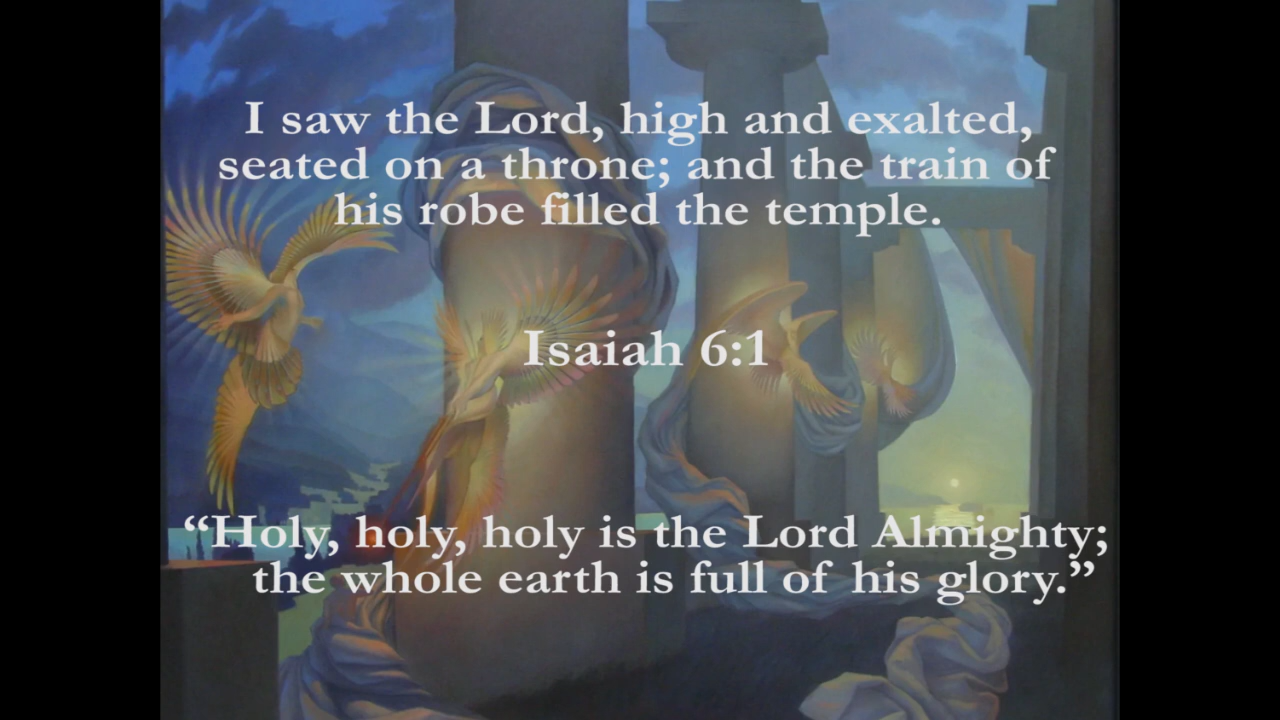 I saw the Lord, high and exalted,
seated on a throne; and the train of
his robe filled the temple.
Isaiah 6:1
“Holy, holy, holy is the Lord Almighty;
the whole earth is full of his glory.”